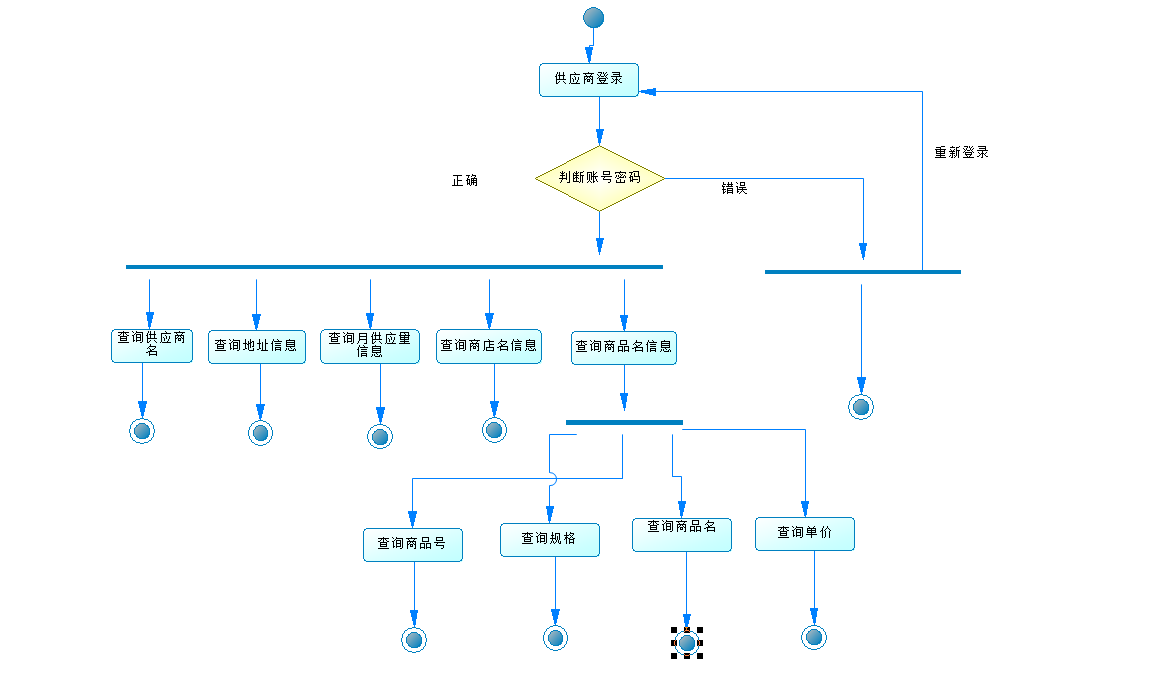 供应商登录
重新登录
正确
判断账号密码
错误
查询供应商
名
查询地址信息
查询月供应量
信息
查询商店名信息
查询商品名信息
查询商品号
查询规格
查询商品名
查询单价